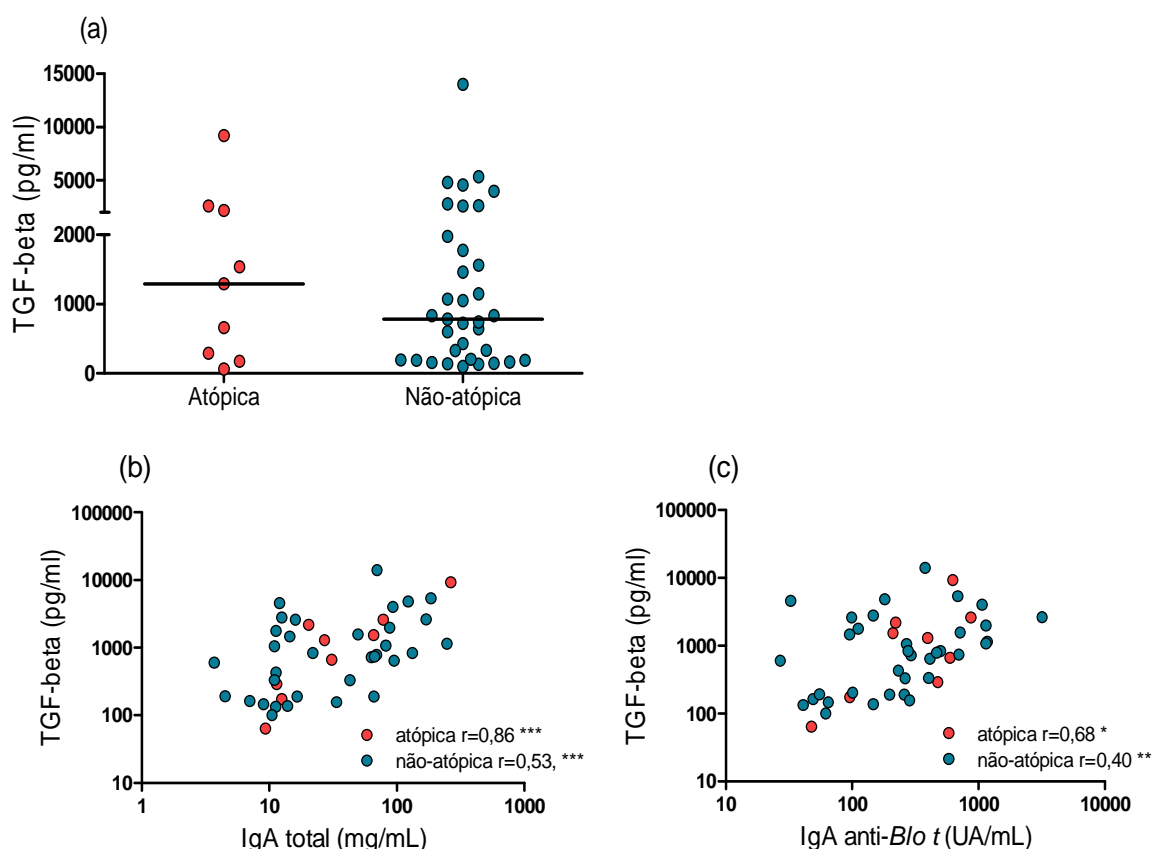 (a)
TGF-beta (pg/ml)
15000
10000
5000
2000
1000
0
Atópica
Não-atópica
(b)
TGF-beta (pg/ml)
100000
10000
1000
100
10
1
10
100
1000
atópica r=0,86 ***
não-atópica r=0,53, ***
IgA total (mg/mL)
(c)
TGF-beta (pg/ml)
100000
10000
1000
100
10
10
100
1000
10000
atópica r=0,68 *
não-atópica r=0,40 **
IgA anti-Blo t (UA/mL)